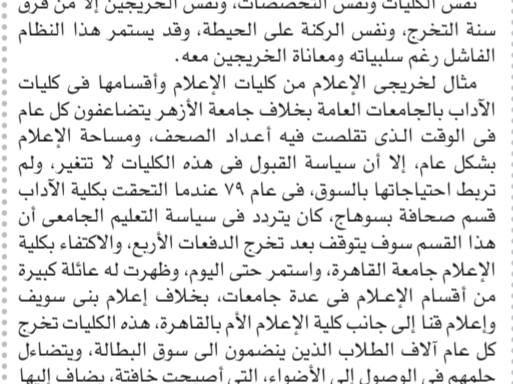 نفس الكليات ونفس التخصصات، ونفس الخريجين إلا من فرق
سنة التخرج، ونفس الركنة على الحيطة، وقد يستمر هذا النظام
الفاشل رغم سلبياته ومعاناة الخريجين معه.
مثال لخريجى الإعلام من كليات الإعلام وأقسامها فى كليات
الآداب بالجامعات العامة بخلاف جامعة الأزهر يتضاعفون كل عام
فى الوقت الذى تقلصت فيه أعداد الصحف، ومساحة الإعلام
بشكل عام، إلا أن سياسة القبول فى هذه الكليات لا تتغير، ولم
تربط احتياجاتها بالسوق، فى عام ٧٩ عندما التحقت بكلية الآداب
قسم صحافة بسوهاج، كان يتردد فى سياسة التعليم الجامعى أن
هذا القسم سوف يتوقف بعد تخرج الدفعات الأربع، والاكتفاء بكلية
الإعلام جامعة القاهرة، واستمر حتى اليوم، وظهرت له عائلة كبيرة
من أقسام الإعلام فى عدة جامعات، بخلاف إعلام بنى سويف
وإعلام قنا إلى جانب كلية الإعلام الأم بالقاهرة، هذه الكليات تخرج
كل عام آلاف الطلاب الذين ينضمون الى سوق البطالة، ويتضاءل
حلمهم فى الوصول إلى الأضواء، التى أصبحت خافتة، يضاف إليها